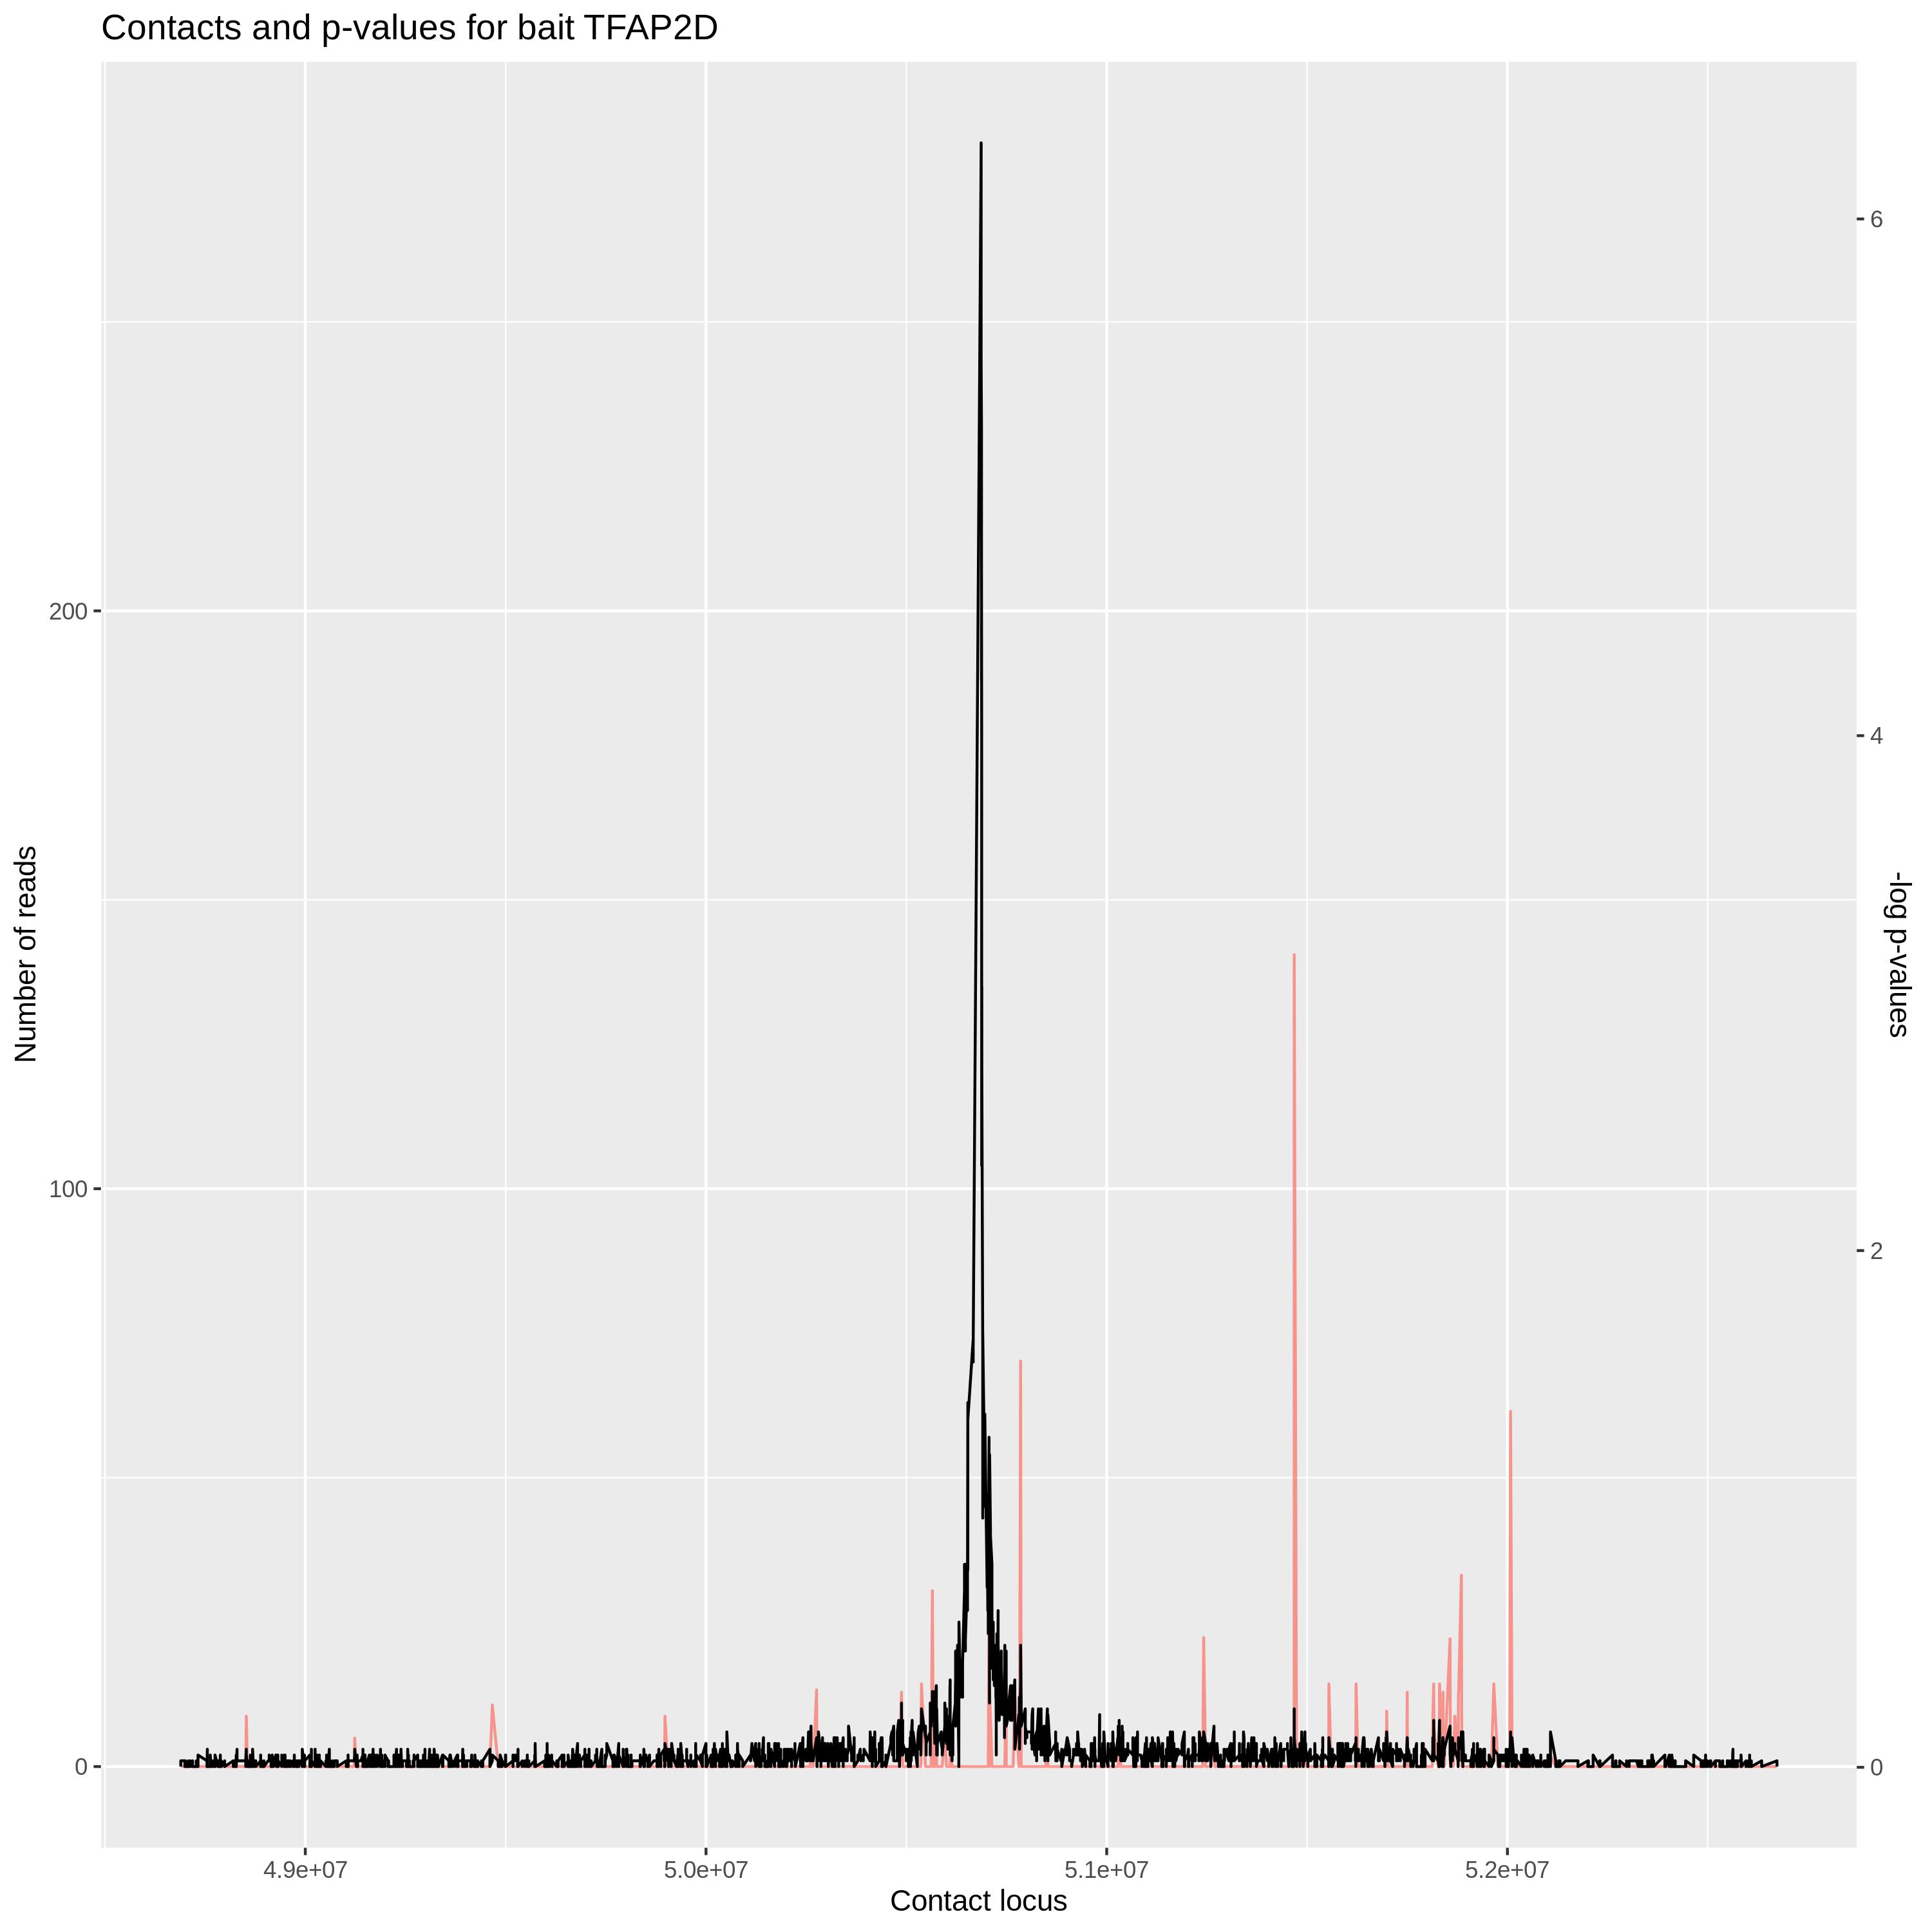 Contacts and p-values for bait TFAP2D
Number of reads
200
100
0
6
4
2
0
-log p-values
4.9e+07
5.0e+07
5.1e+07
5.2e+07
Contact locus